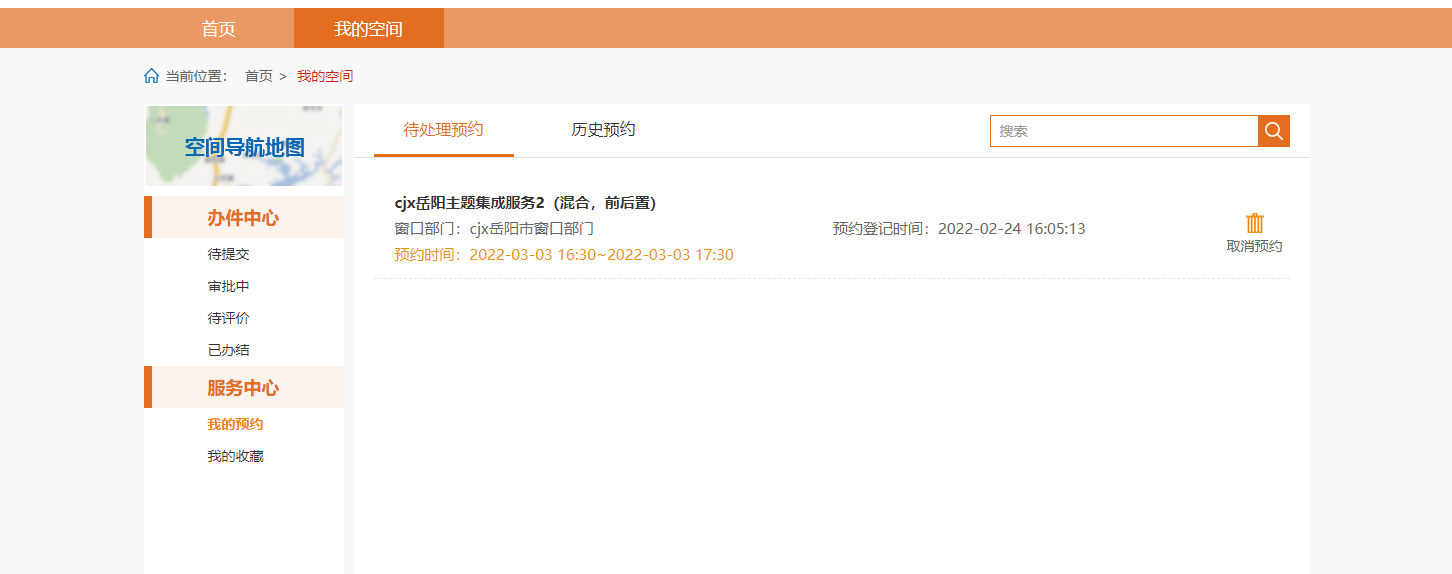 首页 我的空间
当前位置： 首页 > 我的空间
空间导航地图
办件中心
待提交
审批中
待评价
已办结
服务中心
我的预约
我的收藏
待处理预约 历史预约 搜索
cjx岳阳主题集成服务2（混合，前后置）
窗口部门：cjx岳阳市窗口部门 预约登记时间：2022-02-24 16:05:13
预约时间：2022-03-03 16:30~2022-03-03 17:30
取消预约